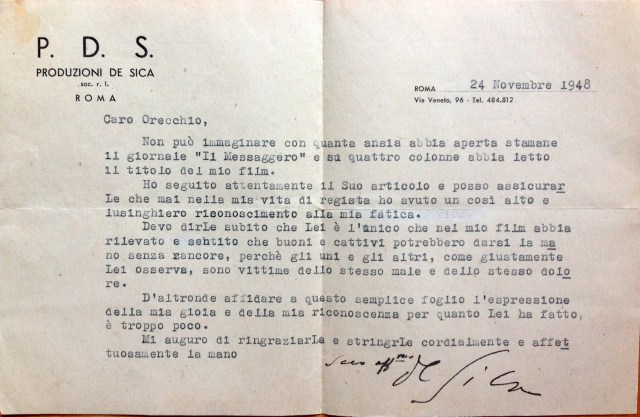 P. D. S.
PRODUZIONI DE SICA
soc. r. l.
ROMA
ROMA 24 Novembre 1948
Via Veneto, 96 - Tel. 484.812
Caro Orecchio,
Non può immaginare con quanta ansia abbia aperta stamane
il giornale "Il Messaggero" e su quattro colonne abbia letto
il titolo del mio film.
Ho seguito attentamente il Suo articolo e posso assicurar
Le che mai nella mia vita di regista ho avuto un così alto e
lusinghiero riconoscimento alla mia fatica.
Devo dirLe subito che Lei è l'unico che nel mio film abbia
rilevato e sentito che buoni e cattivi potrebbero darsi la ma
no senza rancore, perchè gli uni e gli altri, come giustamente
Lei osserva, sono vittime dello stesso male e dello stesso dolo
re.
D'altronde affidare a questo semplice foglio l'espressione
della mia gioia e della mia riconoscenza per quanto Lei ha fatto,
è troppo poco.
Mi auguro di ringraziarLa e stringrLe cordialmente e affet
tuosamente la mano
Suo aff.mo De Sica